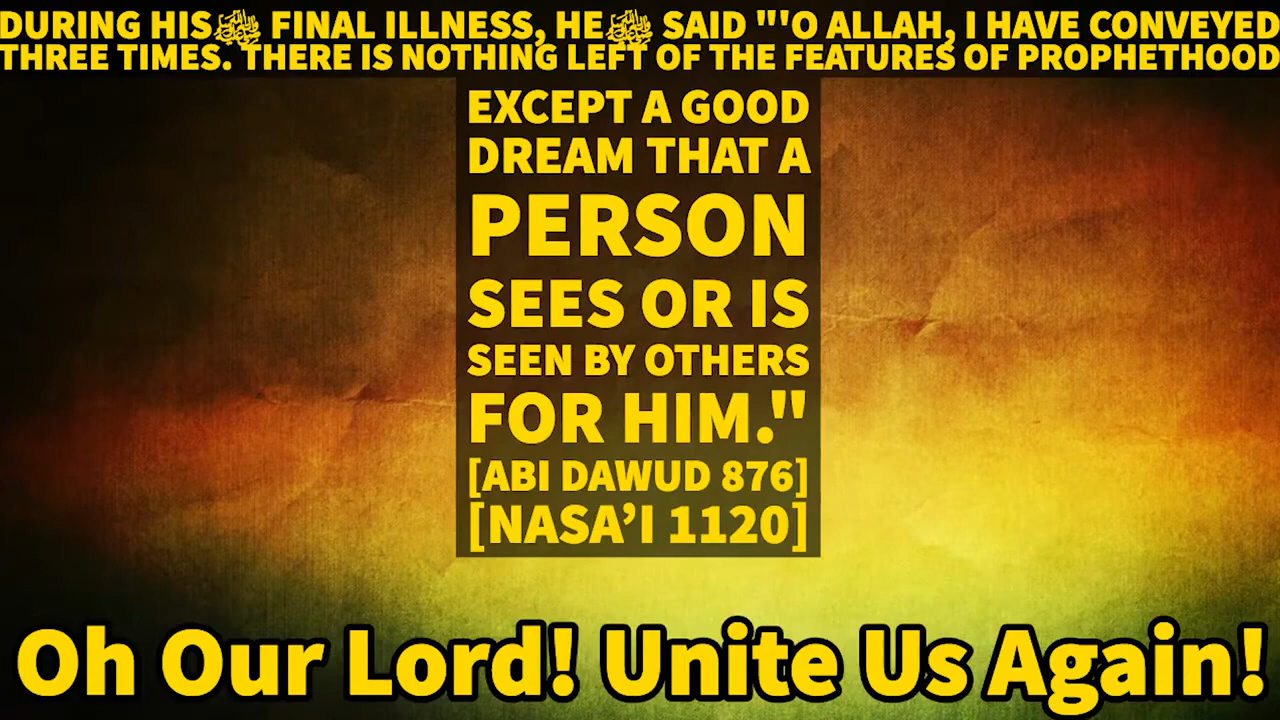 DURING HISﷺ FINAL ILLNESS, HEﷺ SAID "'O ALLAH, I HAVE CONVEYED
THREE TIMES. THERE IS NOTHING LEFT OF THE FEATURES OF PROPHETHOOD
EXCEPT A GOOD
DREAM THAT A
PERSON
SEES OR IS
SEEN BY OTHERS
FOR HIM."
[ABI DAWUD 876]
[NASA’I 1120]
Oh Our Lord! Unite Us Again!